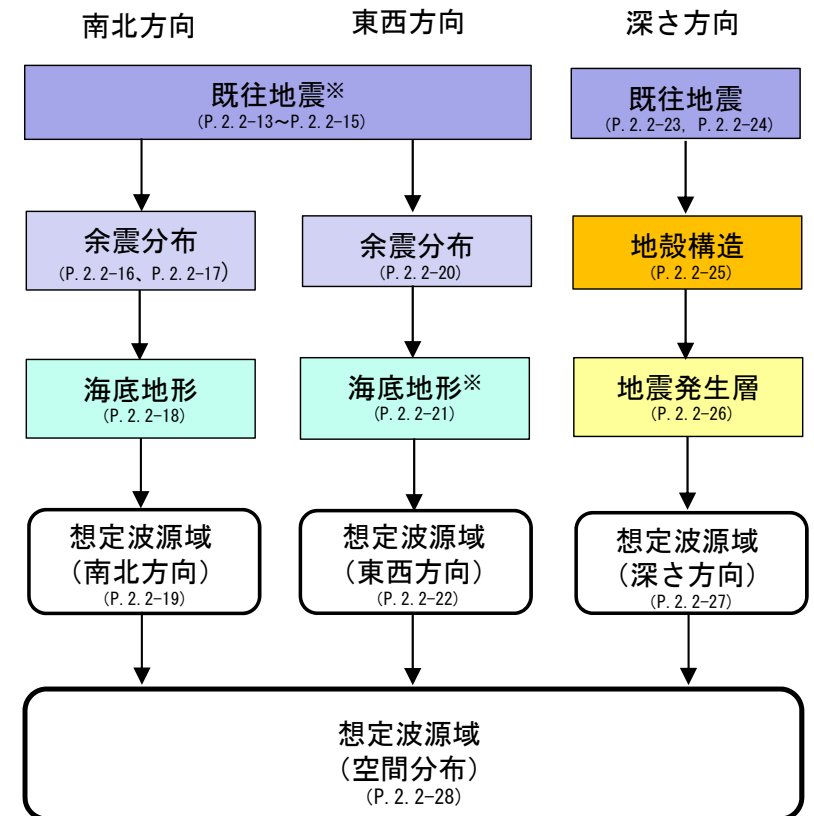 南北方向
東西方向
深さ方向
既往地震※
(P.2.2-13～P.2.2-15)
既往地震
(P.2.2-23, P.2.2-24)
余震分布
(P.2.2-16、P.2.2-17)
余震分布
(P.2.2-20)
地殻構造
(P.2.2-25)
海底地形
(P.2.2-18)
海底地形※
(P.2.2-21)
地震発生層
(P.2.2-26)
想定波源域
(南北方向)
(P.2.2-19)
想定波源域
(東西方向)
(P.2.2-22)
想定波源域
(深さ方向)
(P.2.2-27)
想定波源域
(空間分布)
(P.2.2-28)